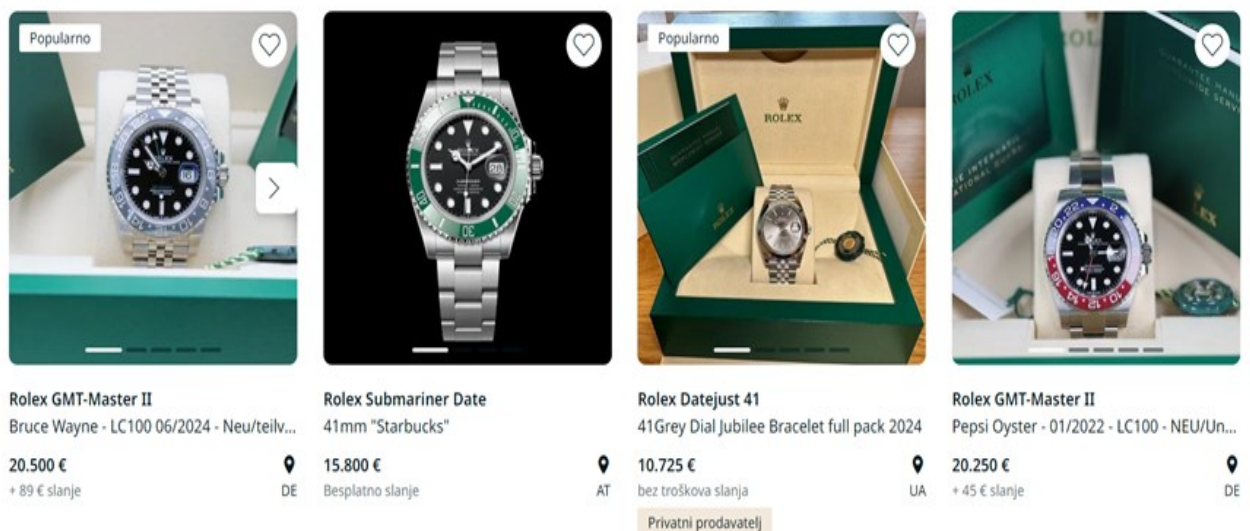 Popularno
Popularno
ROLEX
Rolex GMT-Master II
Bruce Wayne - LC100 06/2024 - Neu/teilv...
20.500 €
+ 89 € slanje
DE
Rolex Submariner Date
41mm "Starbucks"
15.800 €
Besplatno slanje
AT
Rolex Datejust 41
41Grey Dial Jubilee Bracelet full pack 2024
10.725 €
bez troškova slanja
UA
Privatni prodavatelj
Rolex GMT-Master II
Pepsi Oyster - 01/2022 - LC100 - NEU/Un...
20.250 €
+ 45 € slanje
DE